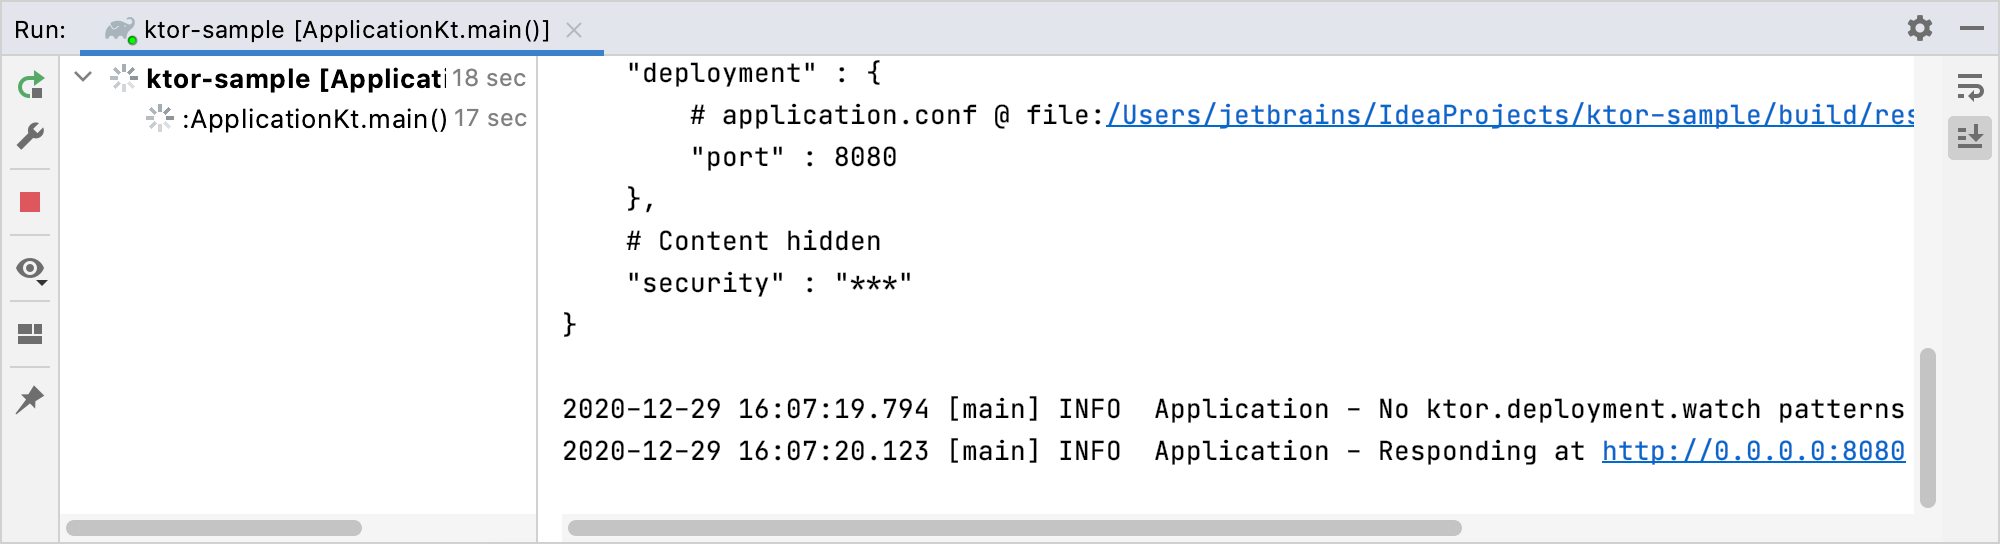 Run: ktor-sample [ApplicationKt.main()]
ktor-sample [Applicati 18 sec
:ApplicationKt.main() 17 sec
"deployment" : {
# application.conf @ file:/Users/jetbrains/IdeaProjects/ktor-sample/build/res
"port" : 8080
},
# Content hidden
"security" : "***"
}
2020-12-29 16:07:19.794 [main] INFO  Application - No ktor.deployment.watch patterns
2020-12-29 16:07:20.123 [main] INFO  Application - Responding at http://0.0.0.0:8080